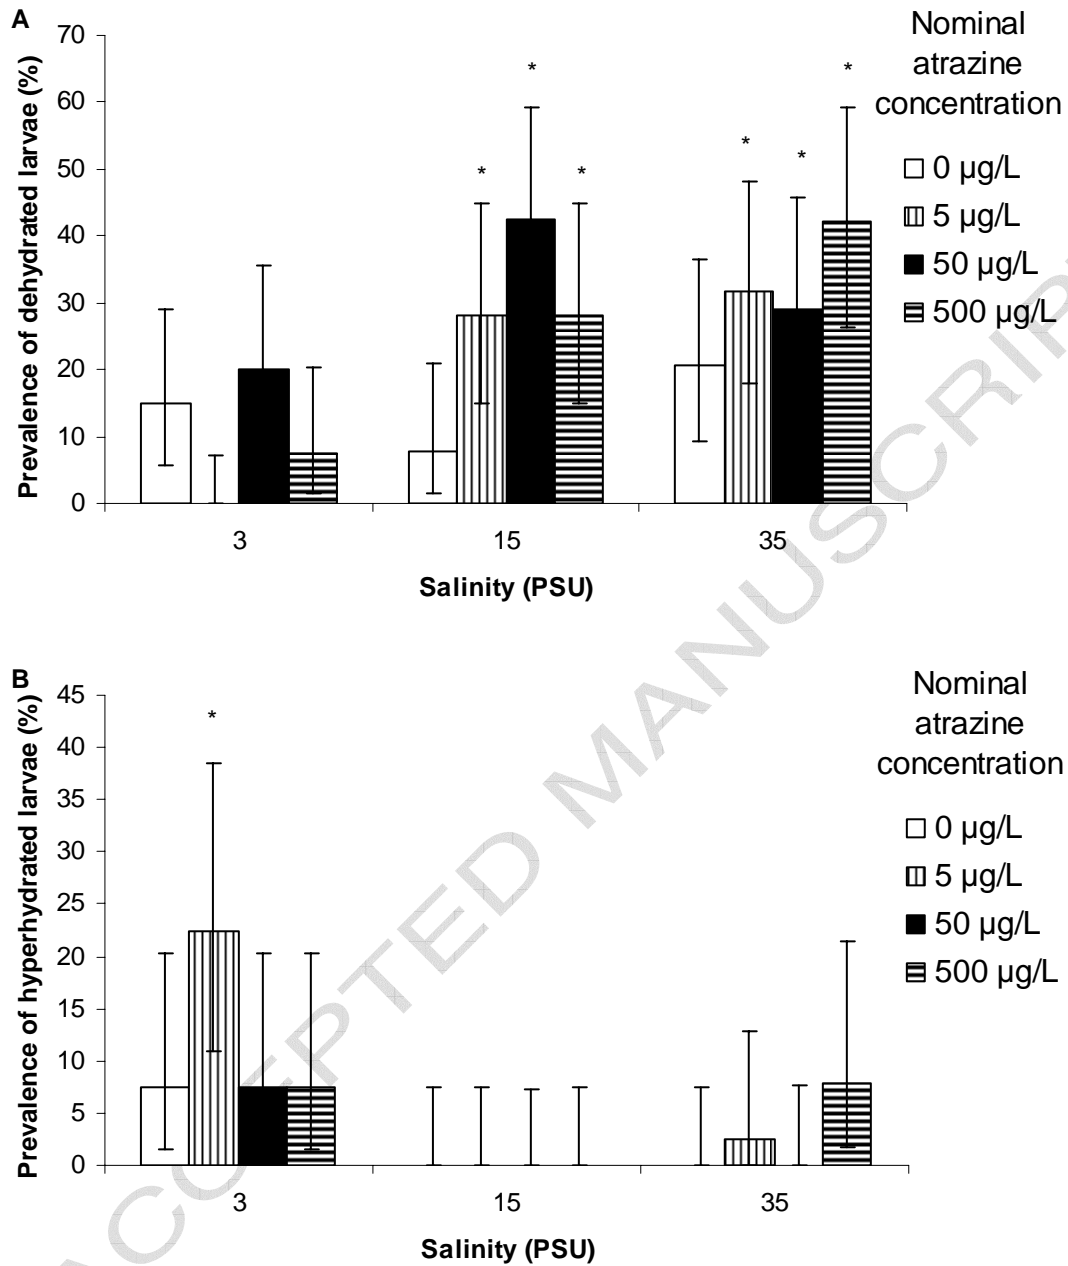 A
Prevalence of dehydrated larvae (%)
70
60
50
40
30
20
10
0
* * * * * *
3 15 35
Salinity (PSU)
Nominal
atrazine
concentration
0 µg/L
5 µg/L
50 µg/L
500 µg/L
B
Prevalence of hyperhydrated larvae (%)
45
40
35
30
25
20
15
10
5
0
*
3 15 35
Salinity (PSU)
Nominal
atrazine
concentration
0 µg/L
5 µg/L
50 µg/L
500 µg/L
ACCEPTED MANUSCRIP